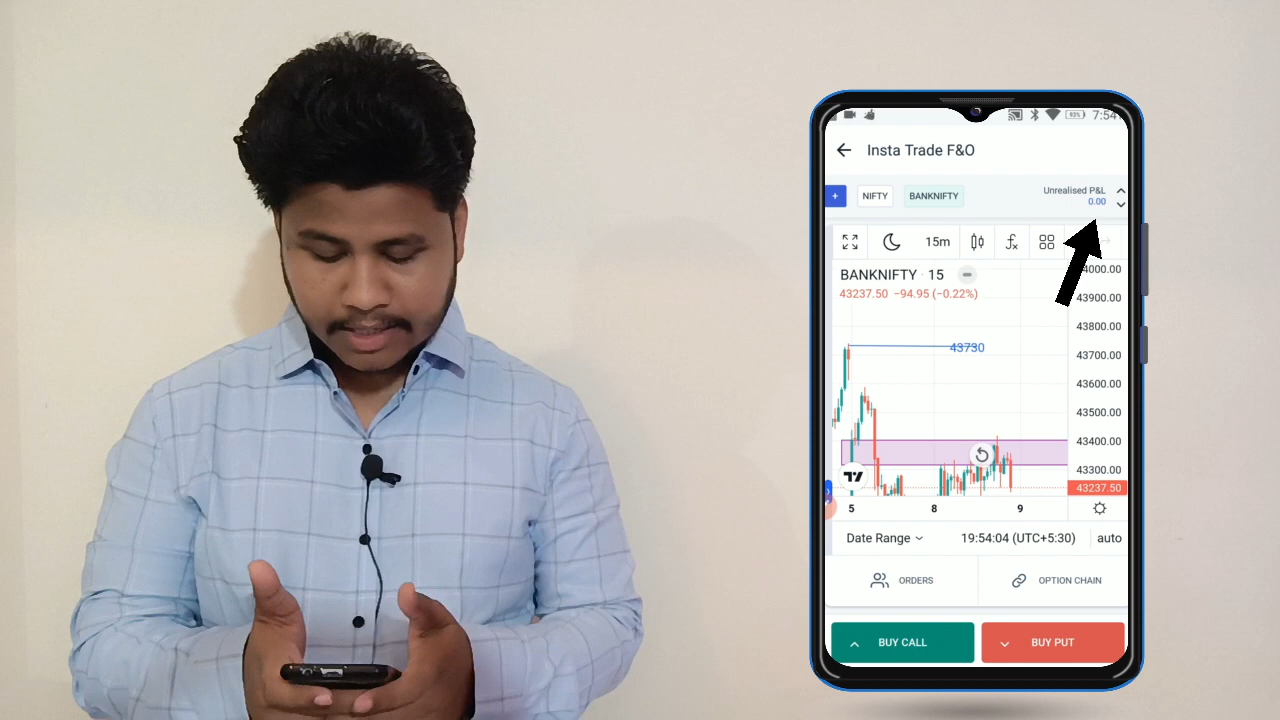 93%
7:54
Insta Trade F&O
+ NIFTY BANKNIFTY
Unrealised P&L
0.00
15m
BANKNIFTY · 15
43237.50 −94.95 (−0.22%)
43730
4000.00
43900.00
43800.00
43700.00
43600.00
43500.00
43400.00
43300.00
43237.50
5 8 9
Date Range 19:54:04 (UTC+5:30) auto
ORDERS OPTION CHAIN
BUY CALL BUY PUT